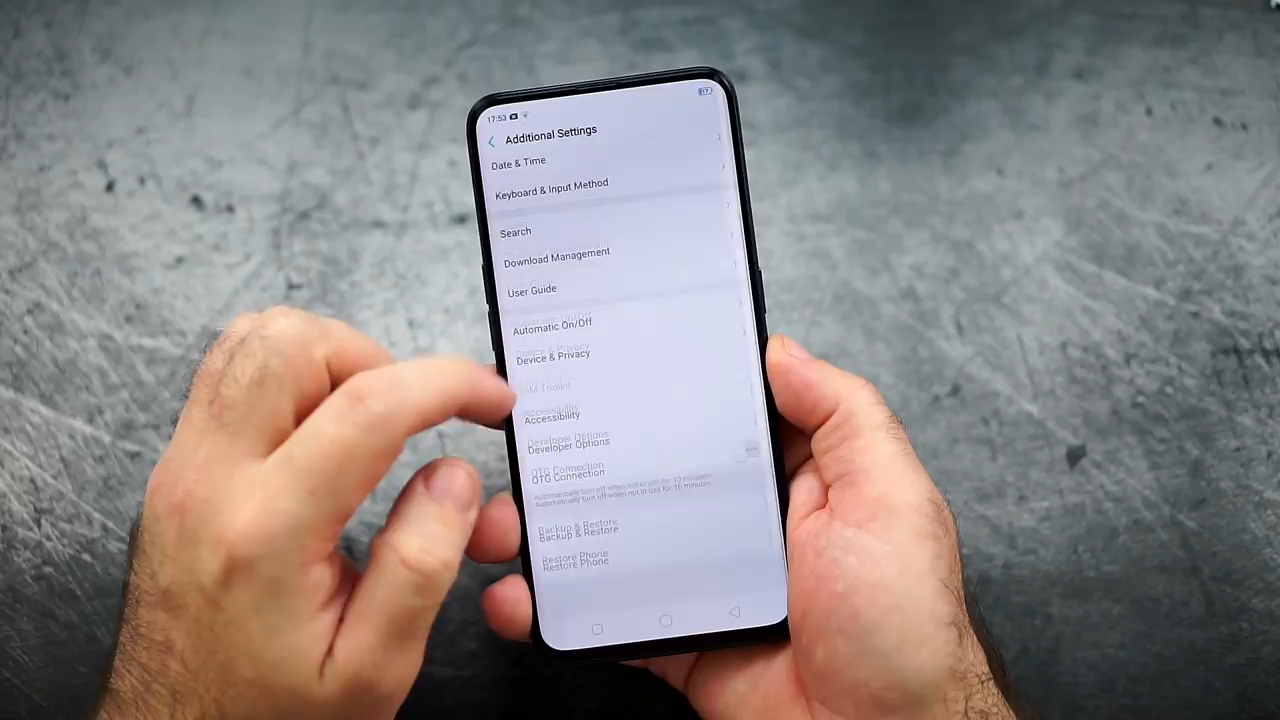 17:53
17
Additional Settings
Date & Time
Keyboard & Input Method
Search
Download Management
User Guide
Automatic On/Off
Device & Privacy
Toolkit
Accessibility
Developer Options
OTG Connection
Automatically turn off when not in use for 10 minutes.
Backup & Restore
Restore Phone